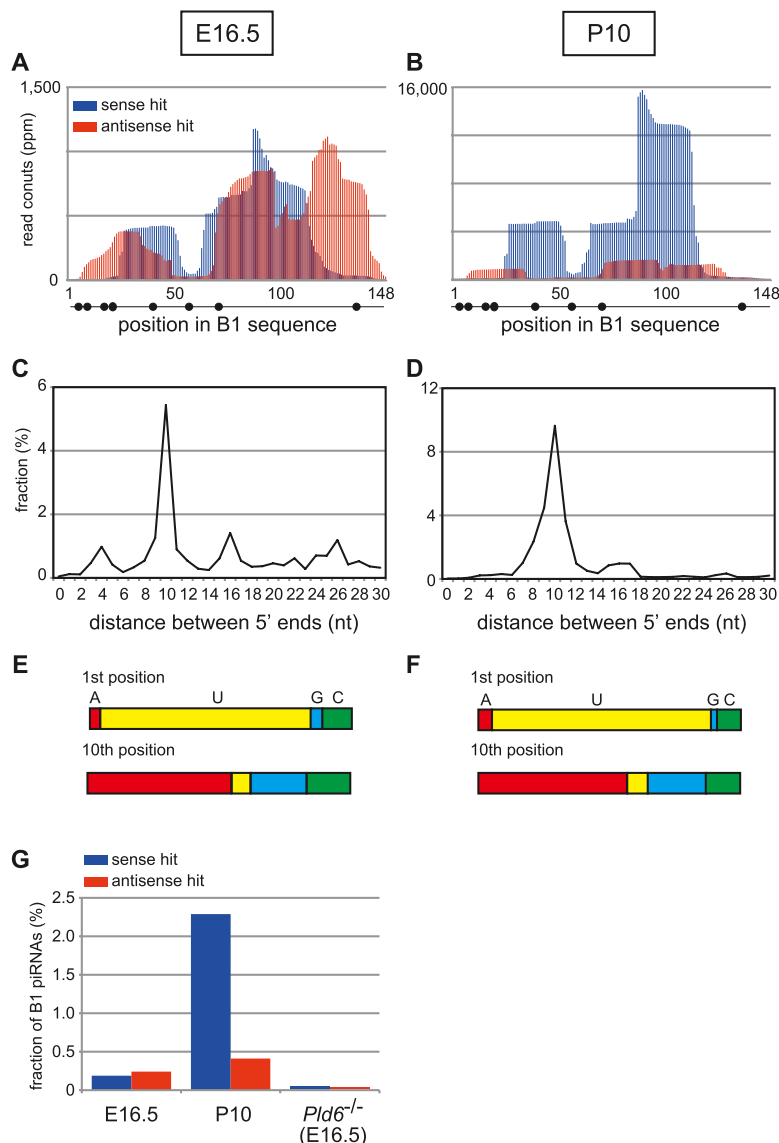 E16.5
P10
A
B
1,500
16,000
sense hit
antisense hit
read conuts (ppm)
0
0
1 50 100 148
1 50 100 148
position in B1 sequence
position in B1 sequence
C
D
6
4
2
0
fraction (%)
12
8
4
0
0 2 4 6 8 10 11 14 16 18 20 22 24 26 28 30
0 2 4 6 8 10 12 14 16 18 20 22 24 26 28 30
distance between 5' ends (nt)
distance between 5' ends (nt)
E
F
1st position
A U G C
10th position
1st position
A U G C
10th position
G
sense hit
antisense hit
fraction of B1 piRNAs (%)
2.5
2.0
1.5
1.0
0.5
0
E16.5 P10 Pld6-/-
(E16.5)